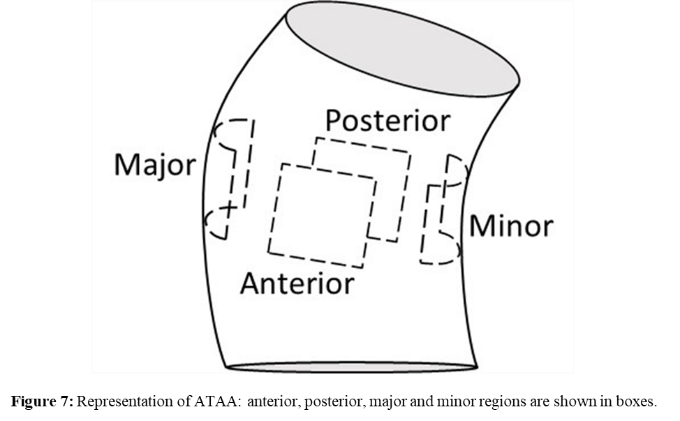 Posterior
Major
Minor
Anterior
Figure 7: Representation of ATAA: anterior, posterior, major and minor regions are shown in boxes.